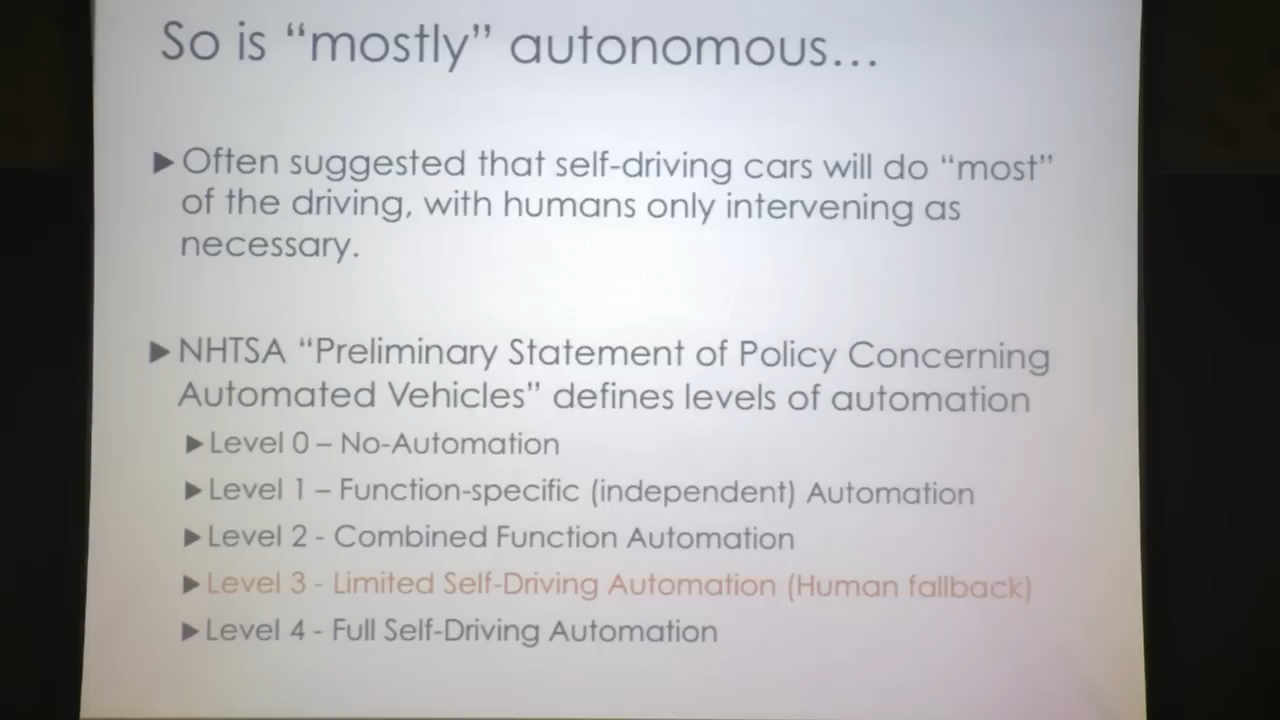 So is “mostly” autonomous...
▶ Often suggested that self-driving cars will do “most”
of the driving, with humans only intervening as
necessary.
▶ NHTSA “Preliminary Statement of Policy Concerning
Automated Vehicles” defines levels of automation
▶ Level 0 – No-Automation
▶ Level 1 – Function-specific (independent) Automation
▶ Level 2 - Combined Function Automation
▶ Level 3 - Limited Self-Driving Automation (Human fallback)
▶ Level 4 - Full Self-Driving Automation